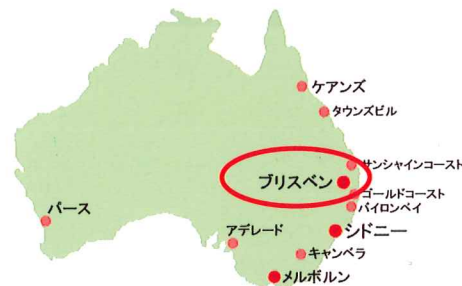 ケアンズ
タウンズビル
サンシャインコースト
ブリスベン
ゴールドコースト
バイロンベイ
パース
シドニー
アデレード
キャンベラ
メルボルン